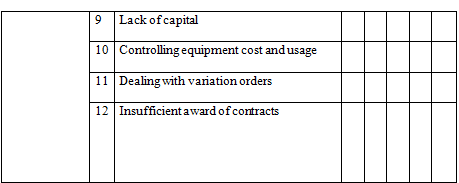 9 Lack of capital
10 Controlling equipment cost and usage
11 Dealing with variation orders
12 Insufficient award of contracts